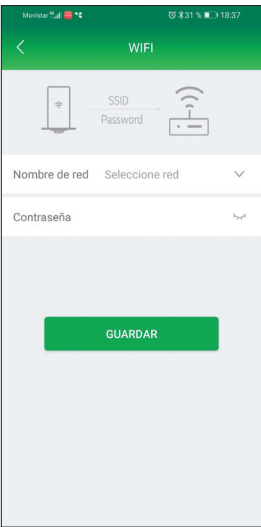 Movistar 31 % 18:37
WIFI
SSID
Password
Nombre de red Seleccione red
Contraseña
GUARDAR